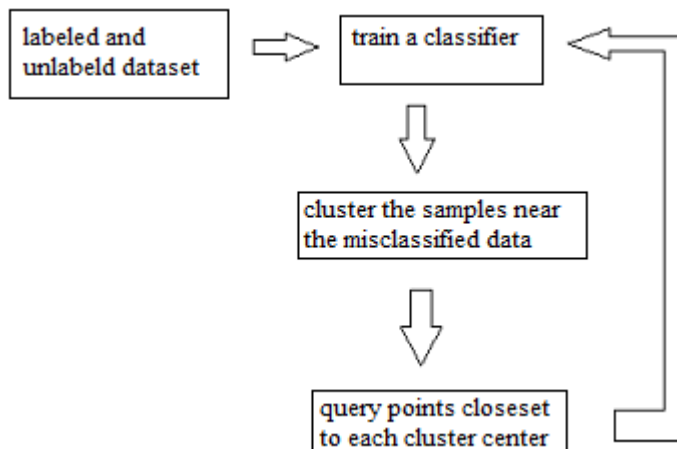 labeled and
unlabeld dataset
train a classifier
cluster the samples near
the misclassified data
query points closeset
to each cluster center